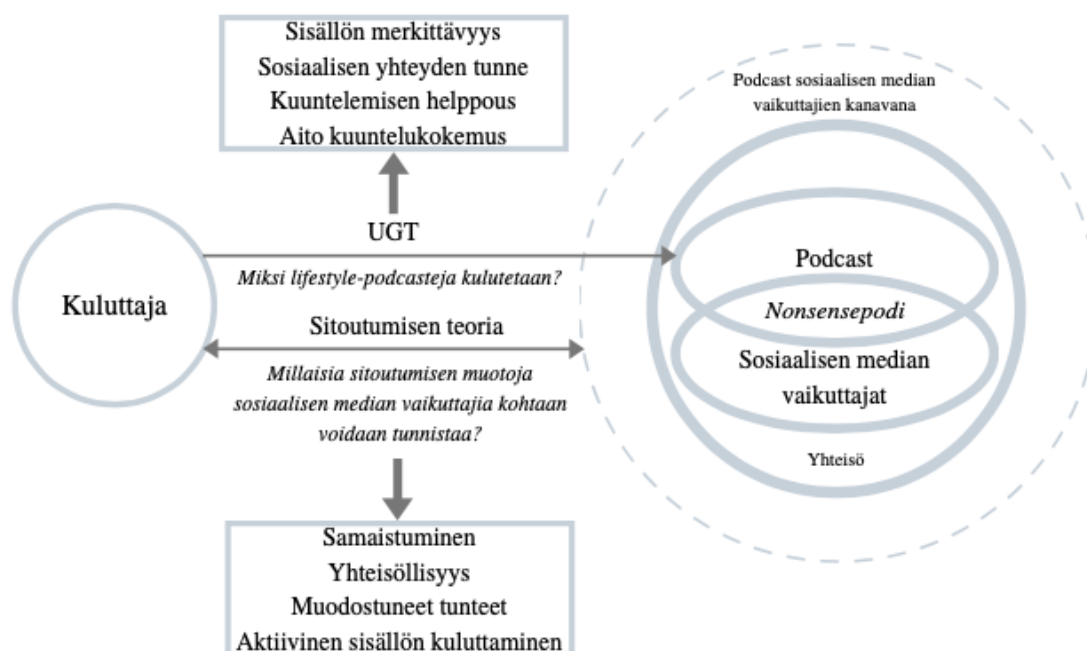 Sisällön merkittävyys
Sosiaalisen yhteyden tunne
Kuuntelemisen helppous
Aito kuuntelukokemus
UGT
Miksi lifestyle-podcasteja kulutetaan?
Kuluttaja
Sitoutumisen teoria
Millaisia sitoutumisen muotoja
sosiaalisen median vaikuttajia kohtaan
voidaan tunnistaa?
Samaistuminen
Yhteisöllisyys
Muodostuneet tunteet
Aktiivinen sisällön kuluttaminen
Podcast sosiaalisen median
vaikuttajien kanavana
Podcast
Nonsensepodi
Sosiaalisen median
vaikuttajat
Yhteisö